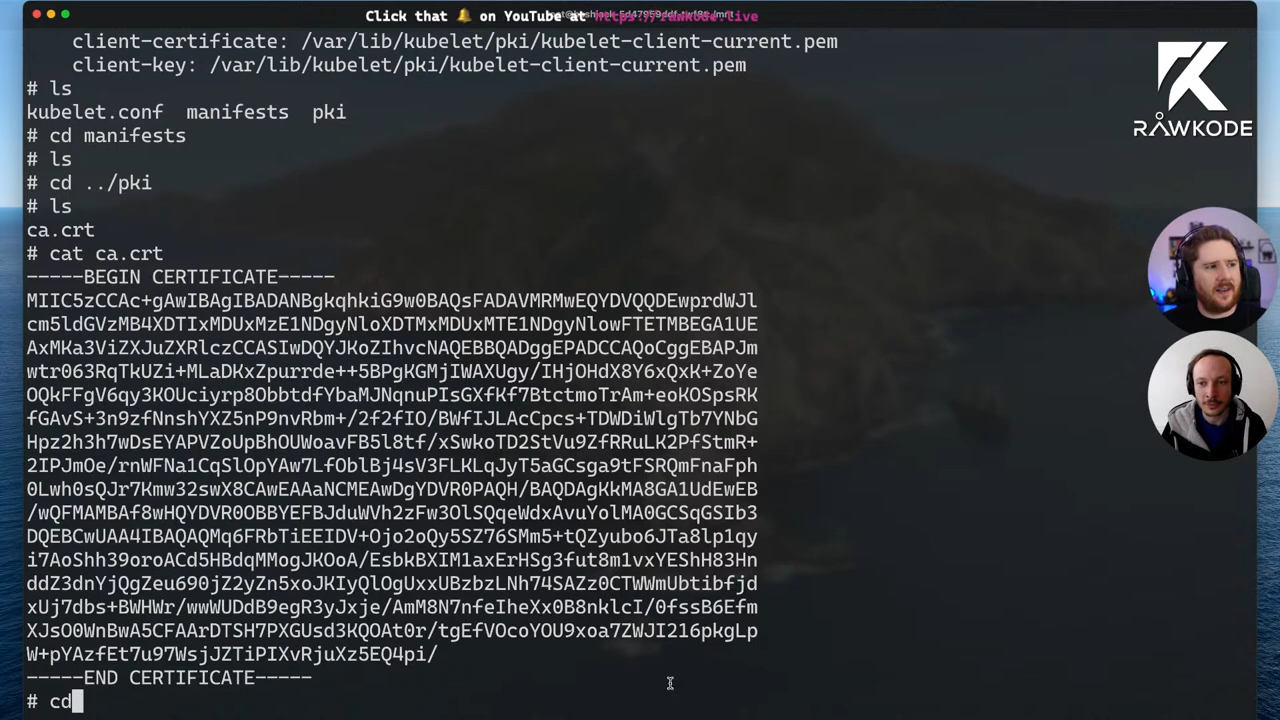 Click that 🔔 on YouTube at https://rawkode.live
client-certificate: /var/lib/kubelet/pki/kubelet-client-current.pem
client-key: /var/lib/kubelet/pki/kubelet-client-current.pem
# ls
kubelet.conf  manifests  pki
# cd manifests
# ls
# cd ../pki
# ls
ca.crt
# cat ca.crt
-----BEGIN CERTIFICATE-----
MIIC5zCCAc+gAwIBAgIBADANBgkqhkiG9w0BAQsFADAVMRMwEQYDVQQDEwprdWJl
cm5ldGVzMB4XDTIxMDUxMzE1NDgyNloXDTMxMDUxMTE1NDgyNlowFTETMBEGA1UE
AxMKa3ViZXJuZXRlczCCASIwDQYJKoZIhvcNAQEBBQADggEPADCCAQoCggEBAPJm
wtr063RqTkUZi+MLaDKxZpurrde++5BPgKGMjIWAXUgy/IHjOHdX8Y6xQxK+ZoYe
OQkFFgV6qy3KOUciyrp8ObbtdfYbaMJNqnuPIsGXfKf7BtctmoTrAm+eoKOSpsRK
fGAvS+3n9zfNnshYXZ5nP9nvRbm+/2f2fIO/BWfIJLAcCpcs+TDWDiWlgTb7YNbG
Hpz2h3h7wDsEYAPVZoUpBhOUWoavFB5l8tf/xSwkoTD2StVu9ZfRRuLK2PfStmR+
2IPJmOe/rnWFNa1CqSlOpYAw7LfOblBj4sV3FLKLqJyT5aGCsga9tFSRQmFnaFph
0Lwh0sQJr7Kmw32swX8CAwEAAaNCMEAwDgYDVR0PAQH/BAQDAgKkMA8GA1UdEwEB
/wQFMAMBAf8wHQYDVR0OBBYEFBJduWVh2zFw3OlSQqeWdxAvuYolMA0GCSqGSIb3
DQEBCwUAA4IBAQAQMq6FRbTiEEIDV+Ojo2oQy5SZ76SMm5+tQZyubo6JTa8lp1qy
i7AoShh39oroACd5HBdqMMogJKOoA/EsbkBXIM1axErHSg3fut8m1vxYEShH83Hn
ddZ3dnYjQgZeu690jZ2yZn5xoJKIyQlOgUxxUBzbzLNh74SAZz0CTWWmUbtibfjd
xUj7dbs+BWHWr/wwWUDdB9egR3yJxje/AmM8N7nfeIheXx0B8nklcI/0fssB6Efm
XJsO0WnBwA5CFAArDTSH7PXGUsd3KQOAt0r/tgEfVOcoYOU9xoa7ZWJI216pkgLp
W+pYAzfEt7u97WsjJZTiPIXvRjuXz5EQ4pi/
-----END CERTIFICATE-----
# cd
RAWKODE